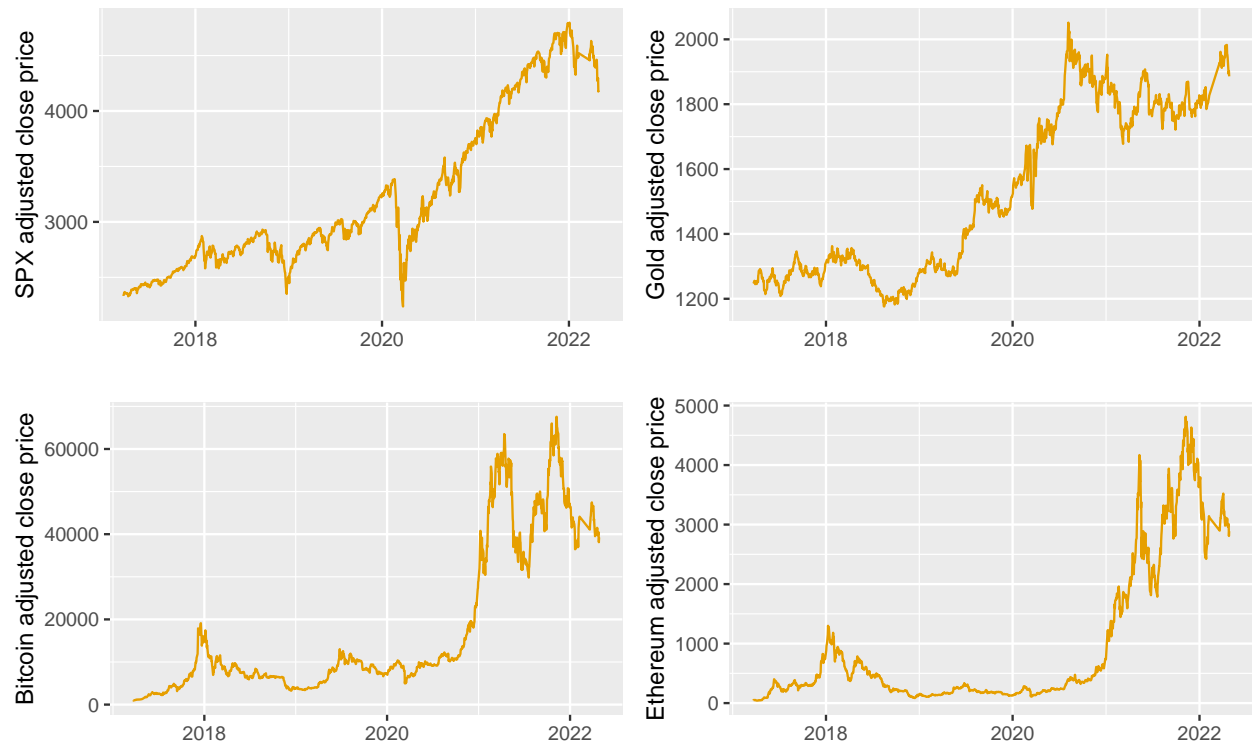 SPX adjusted close price
4000
3000
2018 2020 2022
Gold adjusted close price
2000
1800
1600
1400
1200
2018 2020 2022
Bitcoin adjusted close price
60000
40000
20000
0
2018 2020 2022
Ethereum adjusted close price
5000
4000
3000
2000
1000
0
2018 2020 2022